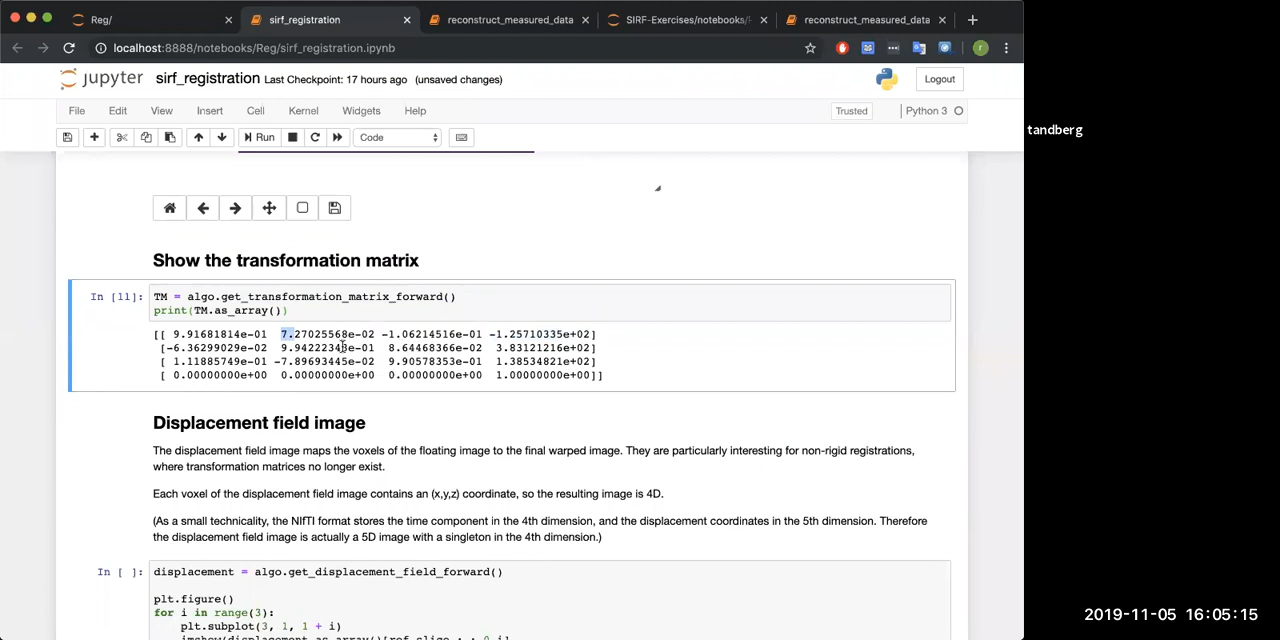 Reg/
sirf_registration
reconstruct_measured_data
SIRF-Exercises/notebooks/
reconstruct_measured_data
localhost:8888/notebooks/Reg/sirf_registration.ipynb
jupyter sirf_registration Last Checkpoint: 17 hours ago (unsaved changes)
Logout
File Edit View Insert Cell Kernel Widgets Help
Trusted
Python 3
Run
Code
tandberg
Show the transformation matrix
In [11]: TM = algo.get_transformation_matrix_forward()
print(TM.as_array())
[[ 9.91681814e-01 7.27025568e-02 -1.06214516e-01 -1.25710335e+02]
[-6.36299029e-02 9.94222343e-01 8.64468366e-02 3.83121216e+02]
[ 1.11885749e-01 -7.89693445e-02 9.90578353e-01 1.38534821e+02]
[ 0.00000000e+00 0.00000000e+00 0.00000000e+00 1.00000000e+00]]
Displacement field image
The displacement field image maps the voxels of the floating image to the final warped image. They are particularly interesting for non-rigid registrations,
where transformation matrices no longer exist.
Each voxel of the displacement field image contains an (x,y,z) coordinate, so the resulting image is 4D.
(As a small technicality, the NIfTI format stores the time component in the 4th dimension, and the displacement coordinates in the 5th dimension. Therefore
the displacement field image is actually a 5D image with a singleton in the 4th dimension.)
In [ ]: displacement = algo.get_displacement_field_forward()
plt.figure()
for i in range(3):
plt.subplot(3, 1, 1 + i)
imshow(displacement.as_array()[ref_slice,:,:,0,i]
2019-11-05 16:05:15